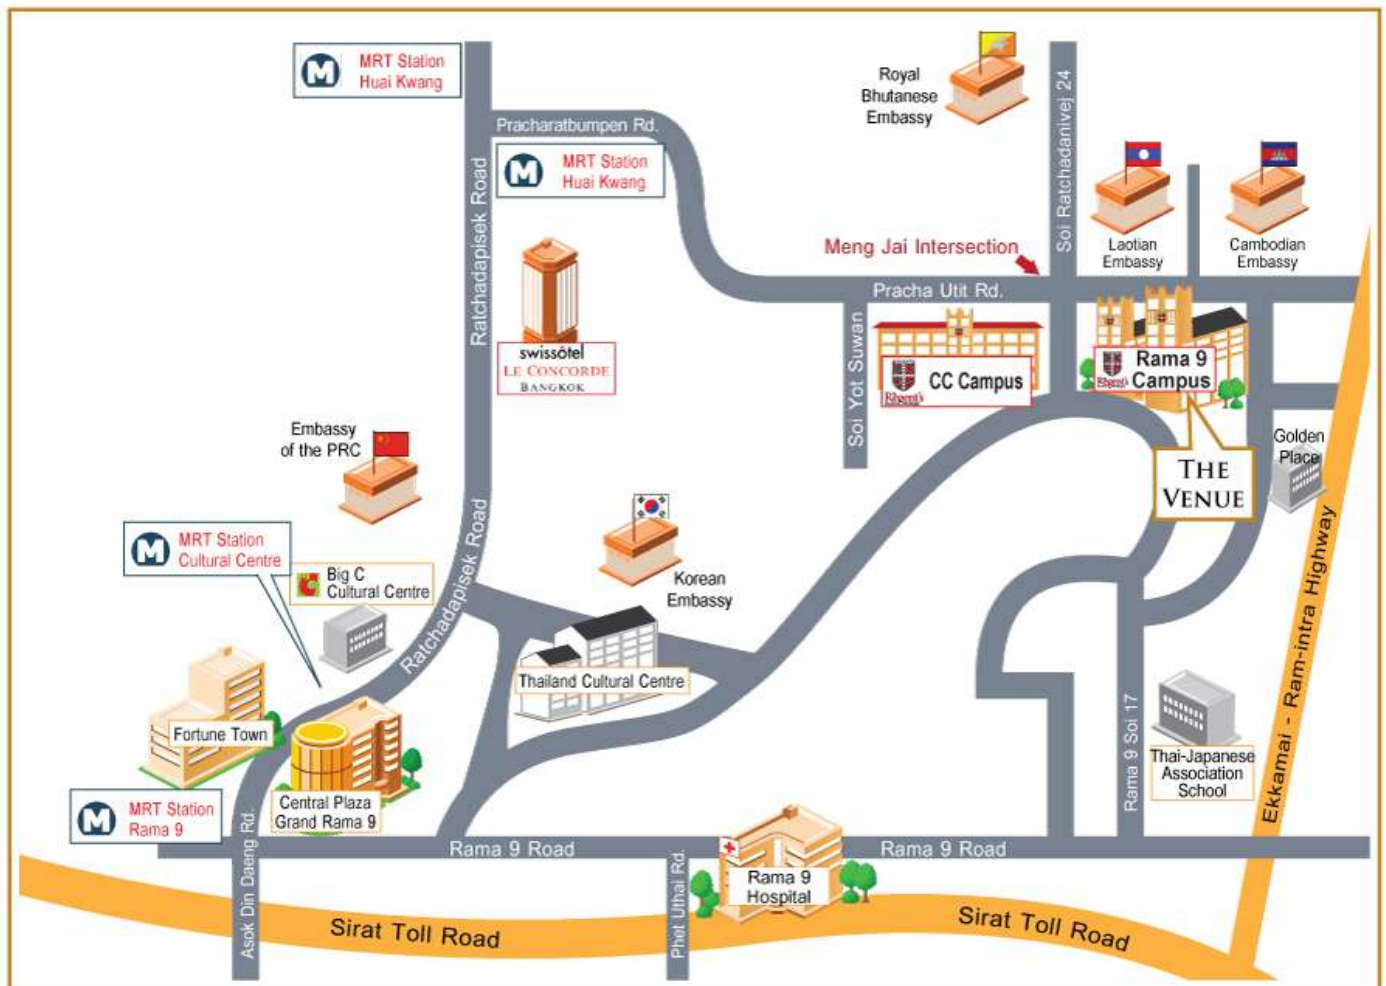 MRT Station
Huai Kwang
Pracharatbumpen Rd.
MRT Station
Huai Kwang
Ratchadapisek Road
Royal
Bhutanese
Embassy
Soi Ratchadanivej 24
Laotian
Embassy
Cambodian
Embassy
Meng Jai Intersection
Pracha Utit Rd.
swissôtel
LE CONCORDE
BANGKOK
Soi Yot Suwan
Regent's
CC Campus
Regent's
Rama 9
Campus
THE
VENUE
Golden
Place
Embassy
of the PRC
MRT Station
Cultural Centre
Big C
Cultural Centre
Ratchadapisek Road
Korean
Embassy
Thailand Cultural Centre
Fortune Town
Central Plaza
Grand Rama 9
MRT Station
Rama 9
Asok Din Daeng Rd.
Rama 9 Road
Phet Uthai Rd.
Rama 9
Hospital
Rama 9 Road
Rama 9 Soi 17
Thai-Japanese
Association
School
Ekkamai - Ram-intra Highway
Sirat Toll Road
Sirat Toll Road